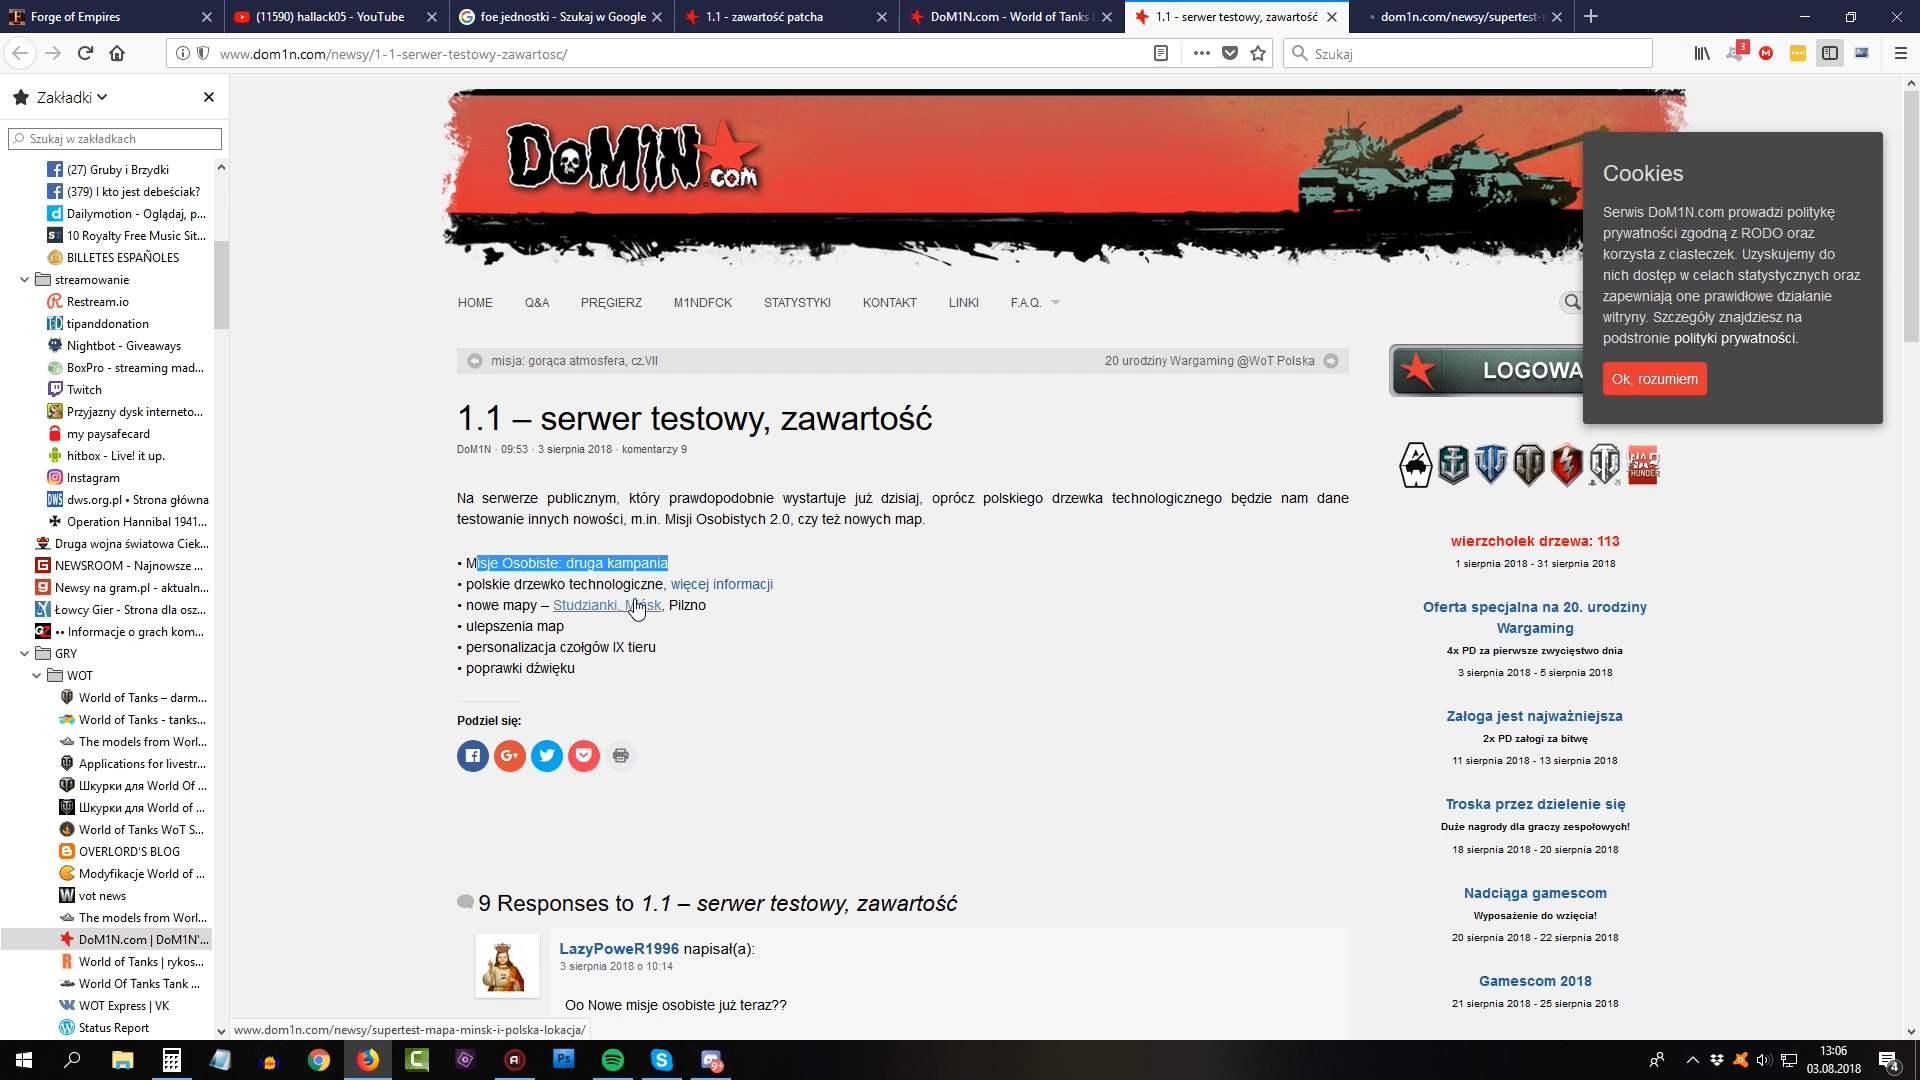 Forge of Empires
(11590) hallack05 - YouTube
foe jednostki - Szukaj w Google
1.1 - zawartość patcha
DoM1N.com - World of Tanks
1.1 - serwer testowy, zawartość
dom1n.com/newsy/supertest-
www.dom1n.com/newsy/1-1-serwer-testowy-zawartosc/
Szukaj
3
Zakładki
Szukaj w zakładkach
(27) Gruby i Brzydki
(379) I kto jest debeściak?
Dailymotion - Oglądaj, p...
10 Royalty Free Music Sit...
BILLETES ESPAÑOLES
streamowanie
Restream.io
tipanddonation
Nightbot - Giveaways
BoxPro - streaming mad...
Twitch
Przyjazny dysk interneto...
my paysafecard
hitbox - Live! it up.
Instagram
dws.org.pl • Strona główna
Operation Hannibal 1941...
Druga wojna światowa Ciek...
NEWSROOM - Najnowsze ...
Newsy na gram.pl - aktualn...
Łowcy Gier - Strona dla osz...
•• Informacje o grach kom...
GRY
WOT
World of Tanks – darm...
World of Tanks - tanks...
The models from Worl...
Applications for livestr...
Шкурки для World Of ...
Шкурки для World of ...
World of Tanks WoT S...
OVERLORD'S BLOG
Modyfikacje World of ...
vot news
The models from Worl...
DoM1N.com | DoM1N'...
World of Tanks | rykos...
World Of Tanks Tank ...
WOT Express | VK
Status Report
DoM1N.com
HOME
Q&A
PRĘGIERZ
M1NDFCK
STATYSTYKI
KONTAKT
LINKI
F.A.Q.
misja: gorąca atmosfera, cz.VII
20 urodziny Wargaming @WoT Polska
1.1 – serwer testowy, zawartość
DoM1N · 09:53 · 3 sierpnia 2018 · komentarzy 9
Na serwerze publicznym, który prawdopodobnie wystartuje już dzisiaj, oprócz polskiego drzewka technologicznego będzie nam dane
testowanie innych nowości, m.in. Misji Osobistych 2.0, czy też nowych map.
• Misje Osobiste: druga kampania
• polskie drzewko technologiczne, więcej informacji
• nowe mapy – Studzianki, Mińsk, Pilzno
• ulepszenia map
• personalizacja czołgów IX tieru
• poprawki dźwięku
Podziel się:
9 Responses to 1.1 – serwer testowy, zawartość
LazyPoweR1996 napisał(a):
3 sierpnia 2018 o 10:14
Oo Nowe misje osobiste już teraz??
Cookies
Serwis DoM1N.com prowadzi politykę
prywatności zgodną z RODO oraz
korzysta z ciasteczek. Uzyskujemy do
nich dostęp w celach statystycznych oraz
zapewniają one prawidłowe działanie
witryny. Szczegóły znajdziesz na
podstronie polityki prywatności.
Ok, rozumiem
LOGOWA
WAR THUNDER
wierzchołek drzewa: 113
1 sierpnia 2018 - 31 sierpnia 2018
Oferta specjalna na 20. urodziny
Wargaming
4x PD za pierwsze zwycięstwo dnia
3 sierpnia 2018 - 5 sierpnia 2018
Załoga jest najważniejsza
2x PD załogi za bitwę
11 sierpnia 2018 - 13 sierpnia 2018
Troska przez dzielenie się
Duże nagrody dla graczy zespołowych!
18 sierpnia 2018 - 20 sierpnia 2018
Nadciąga gamescom
Wyposażenie do wzięcia!
20 sierpnia 2018 - 22 sierpnia 2018
Gamescom 2018
21 sierpnia 2018 - 25 sierpnia 2018
www.dom1n.com/newsy/supertest-mapa-minsk-i-polska-lokacja/
13:06
03.08.2018
4